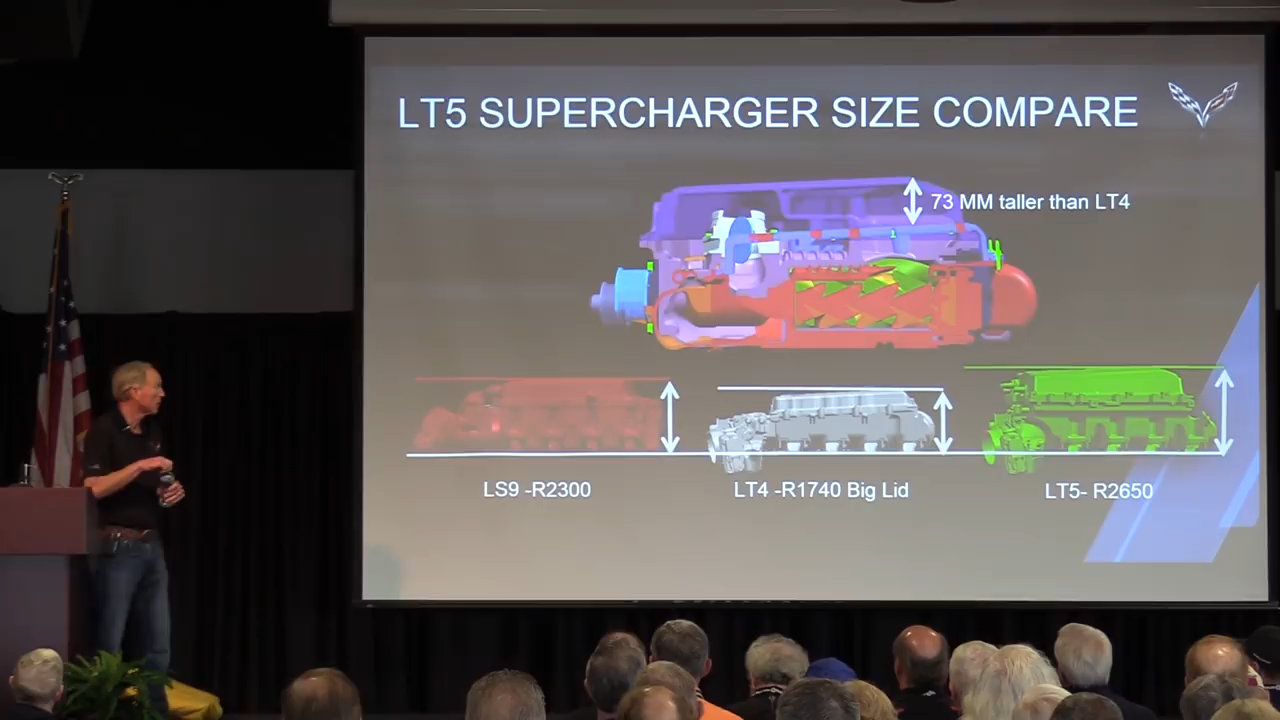 LT5 SUPERCHARGER SIZE COMPARE
73 MM taller than LT4
LS9 -R2300
LT4 -R1740 Big Lid
LT5- R2650